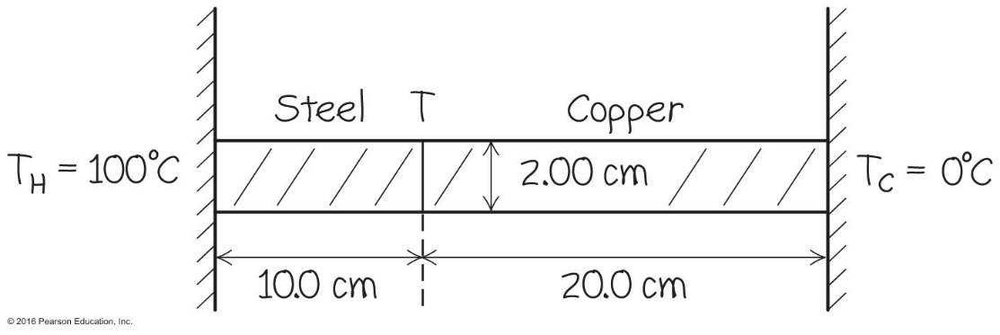 Steel T Copper
T_H = 100°C
2.00 cm
T_C = 0°C
10.0 cm
20.0 cm
© 2016 Pearson Education, Inc.